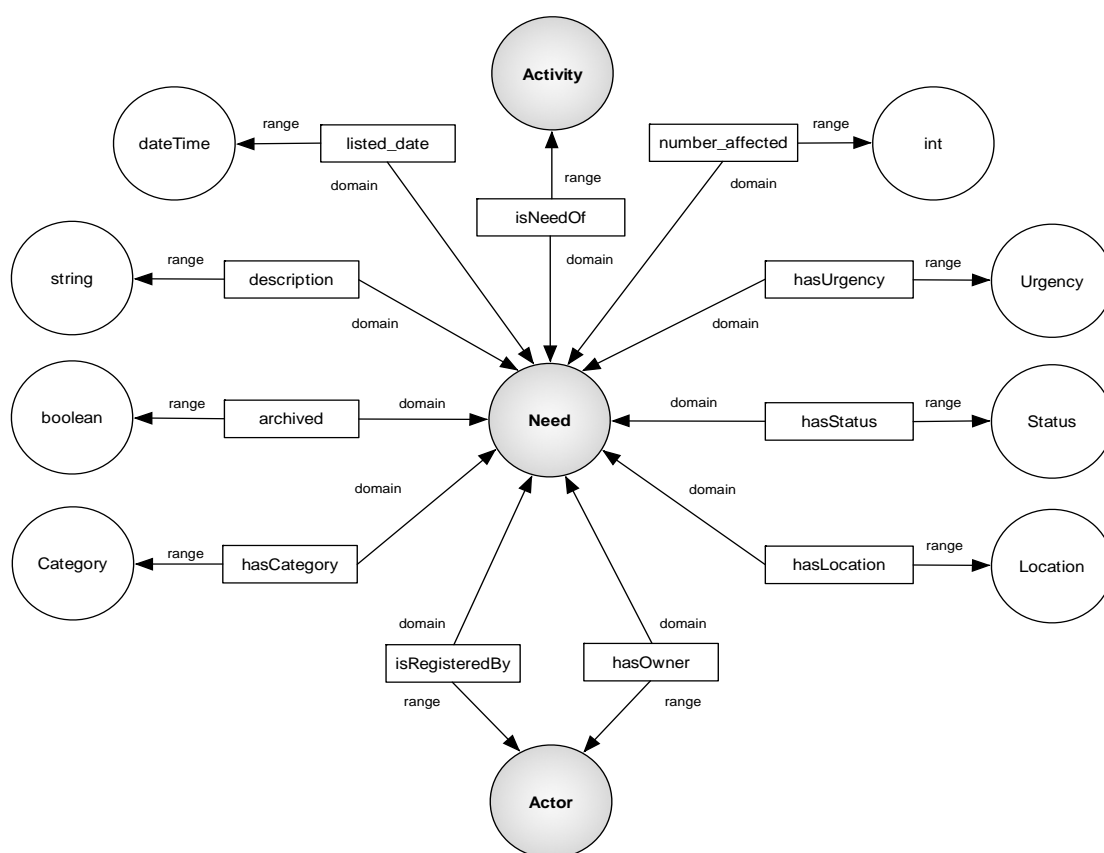 Activity
range
listed_date
dateTime
domain
number_affected
range
int
domain
range
isNeedOf
domain
string
range
description
domain
hasUrgency
range
Urgency
domain
boolean
range
archived
domain
Need
domain
hasStatus
range
Status
Category
range
hasCategory
domain
domain
hasLocation
range
Location
domain
isRegisteredBy
range
domain
hasOwner
range
Actor